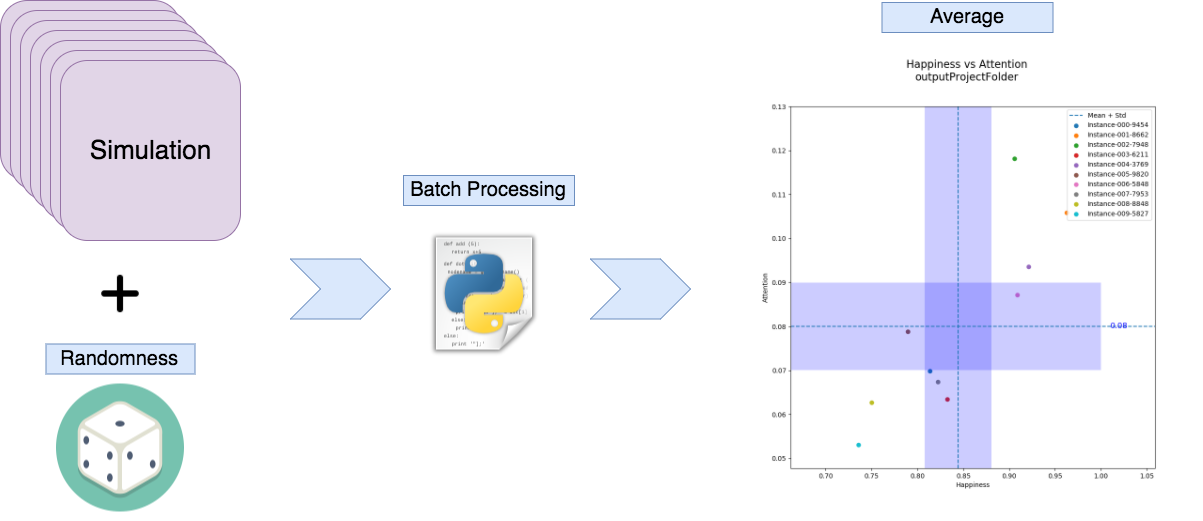 Simulation
Randomness
Batch Processing
def add (5):
return x+5
else
else:
print "];'
Average
Happiness vs Attention
outputProjectFolder
Mean + Std
Instance-000-9454
Instance-001-8662
Instance-002-7948
Instance-003-6211
Instance-004-3769
Instance-005-9820
Instance-006-5848
Instance-007-7953
Instance-008-8848
Instance-009-5827
0.13
0.12
0.11
0.10
0.09
0.08
0.07
0.06
0.05
Attention
0.08
0.70
0.75
0.80
0.85
0.90
0.95
1.00
1.05
Happiness